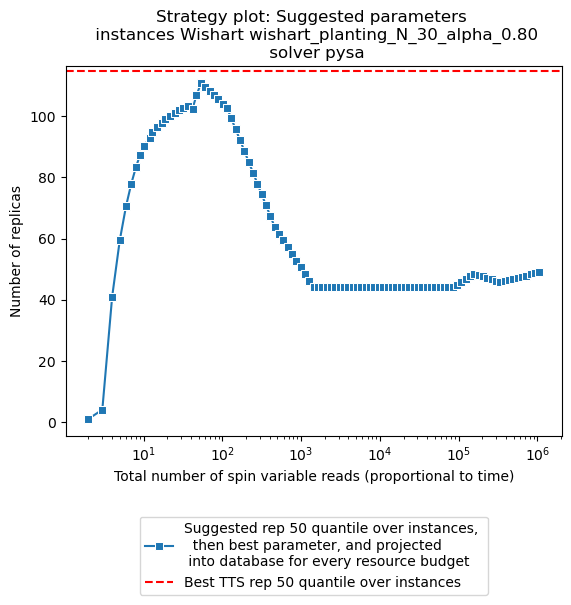 Strategy plot: Suggested parameters
instances Wishart wishart_planting_N_30_alpha_0.80
solver pysa
Number of replicas
100
80
60
40
20
0
10^1
10^2
10^3
10^4
10^5
10^6
Total number of spin variable reads (proportional to time)
Suggested rep 50 quantile over instances,
then best parameter, and projected
into database for every resource budget
Best TTS rep 50 quantile over instances